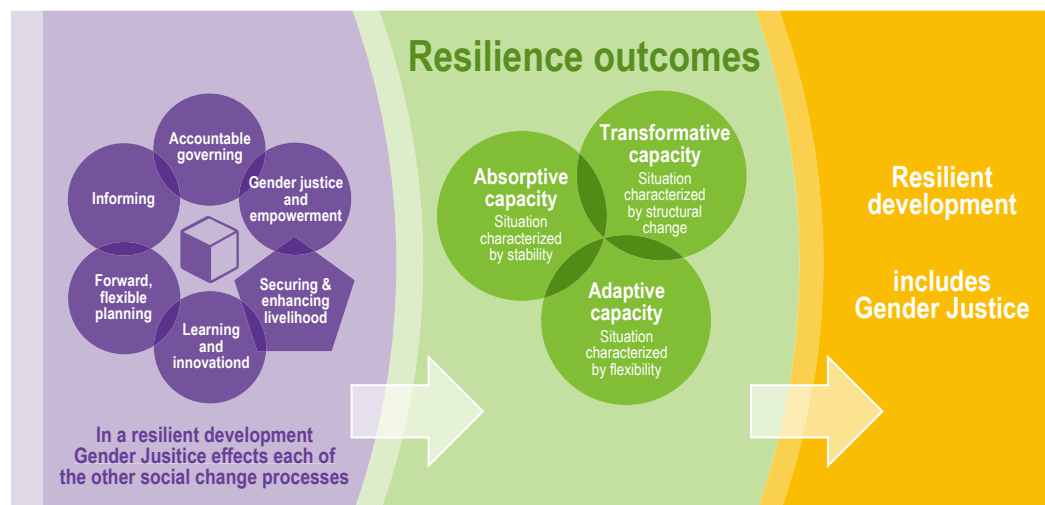 Accountable
governing
Informing
Gender justice
and
empowerment
Forward,
flexible
planning
Securing &
enhancing
livelihood
Learning
and
innovationd
In a resilient development
Gender Jusitice effects each of
the other social change processes
Resilience outcomes
Absorptive
capacity
Situation
characterized
by stability
Transformative
capacity
Situation
characterized
by structural
change
Adaptive
capacity
Situation
characterized
by flexibility
Resilient
development
includes
Gender Justice